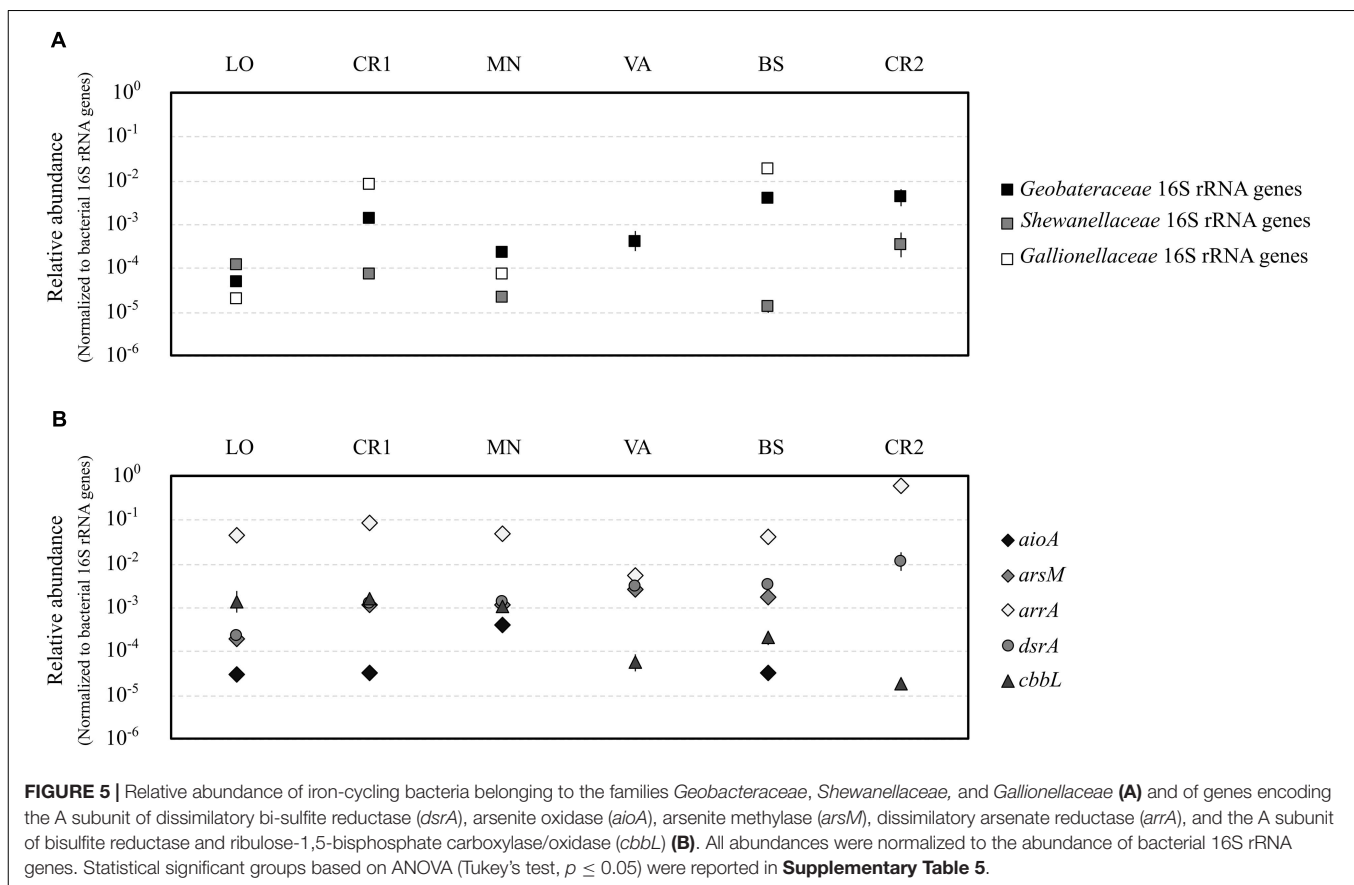 A
LO CR1 MN VA BS CR2
Relative abundance
(Normalized to bacterial 16S rRNA genes)
10⁰
10⁻¹
10⁻²
10⁻³
10⁻⁴
10⁻⁵
10⁻⁶
Geobateraceae 16S rRNA genes
Shewanellaceae 16S rRNA genes
Gallionellaceae 16S rRNA genes
B
LO CR1 MN VA BS CR2
Relative abundance
(Normalized to bacterial 16S rRNA genes)
10⁰
10⁻¹
10⁻²
10⁻³
10⁻⁴
10⁻⁵
10⁻⁶
aioA
arsM
arrA
dsrA
cbbL
FIGURE 5 | Relative abundance of iron-cycling bacteria belonging to the families Geobacteraceae, Shewanellaceae, and Gallionellaceae (A) and of genes encoding
the A subunit of dissimilatory bi-sulfite reductase (dsrA), arsenite oxidase (aioA), arsenite methylase (arsM), dissimilatory arsenate reductase (arrA), and the A subunit
of bisulfite reductase and ribulose-1,5-bisphosphate carboxylase/oxidase (cbbL) (B). All abundances were normalized to the abundance of bacterial 16S rRNA
genes. Statistical significant groups based on ANOVA (Tukey's test, p ≤ 0.05) were reported in Supplementary Table 5.